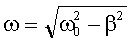 ω = √(ω₀² − β²)